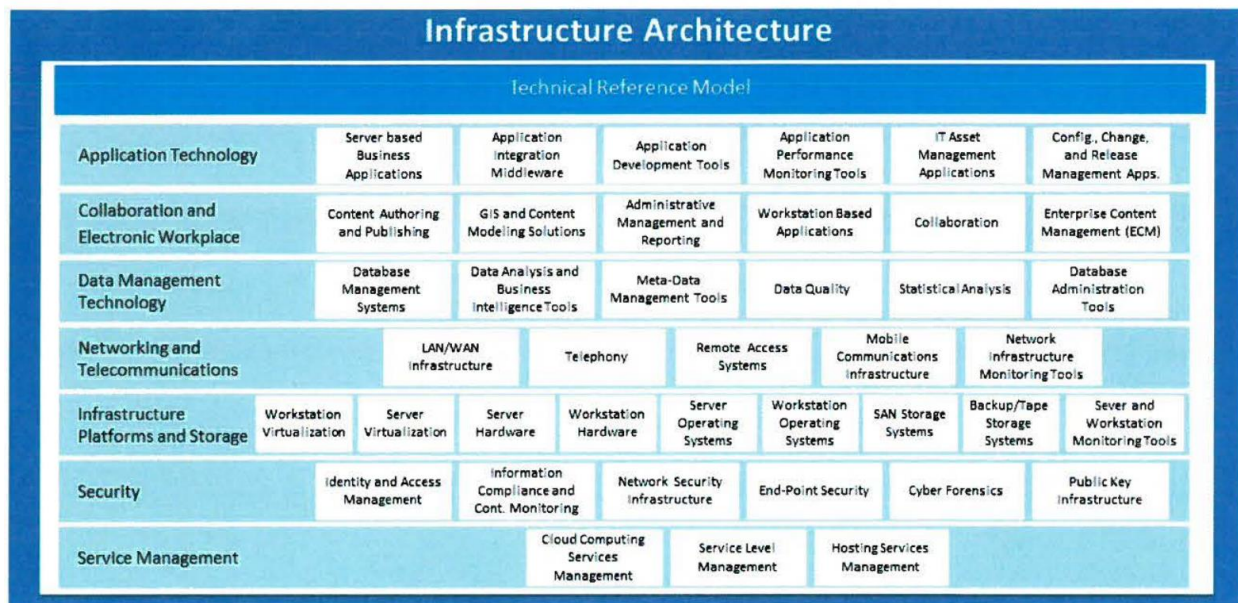 Infrastructure Architecture
Technical Reference Model
Application Technology
Server based
Business
Applications
Application
Integration
Middleware
Application
Development Tools
Application
Performance
Monitoring Tools
IT Asset
Management
Applications
Config., Change,
and Release
Management Apps.
Collaboration and
Electronic Workplace
Content Authoring
and Publishing
GIS and Content
Modeling Solutions
Administrative
Management and
Reporting
Workstation Based
Applications
Collaboration
Enterprise Content
Management (ECM)
Data Management
Technology
Database
Management
Systems
Data Analysis and
Business
Intelligence Tools
Meta-Data
Management Tools
Data Quality
Statistical Analysis
Database
Administration
Tools
Networking and
Telecommunications
LAN/WAN
Infrastructure
Telephony
Remote Access
Systems
Mobile
Communications
Infrastructure
Network
Infrastructure
Monitoring Tools
Infrastructure
Platforms and Storage
Workstation
Virtualization
Server
Virtualization
Server
Hardware
Workstation
Hardware
Server
Operating
Systems
Workstation
Operating
Systems
SAN Storage
Systems
Backup/Tape
Storage
Systems
Sever and
Workstation
Monitoring Tools
Security
Identity and Access
Management
Information
Compliance and
Cont. Monitoring
Network Security
Infrastructure
End-Point Security
Cyber Forensics
Public Key
Infrastructure
Service Management
Cloud Computing
Services
Management
Service Level
Management
Hosting Services
Management